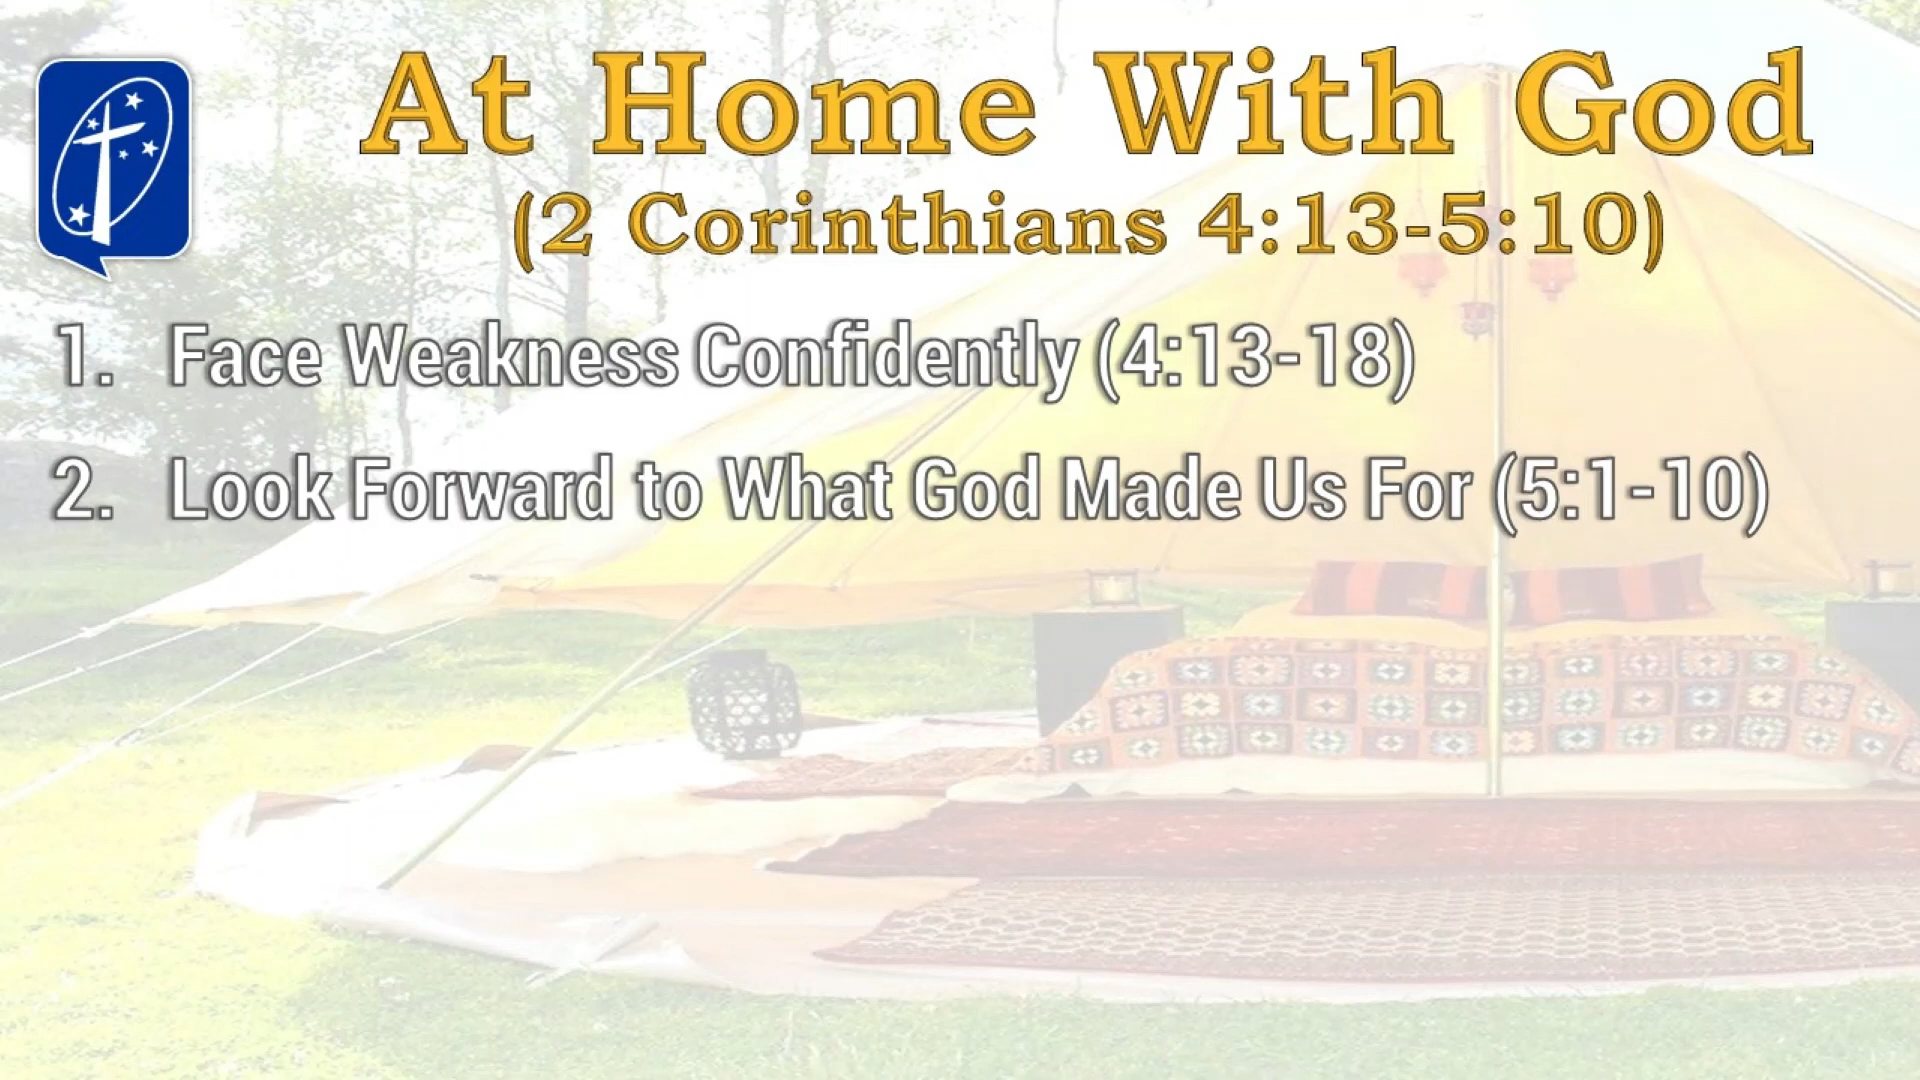 At Home With God
(2 Corinthians 4:13-5:10)
1. Face Weakness Confidently (4:13-18)
2. Look Forward to What God Made Us For (5:1-10)